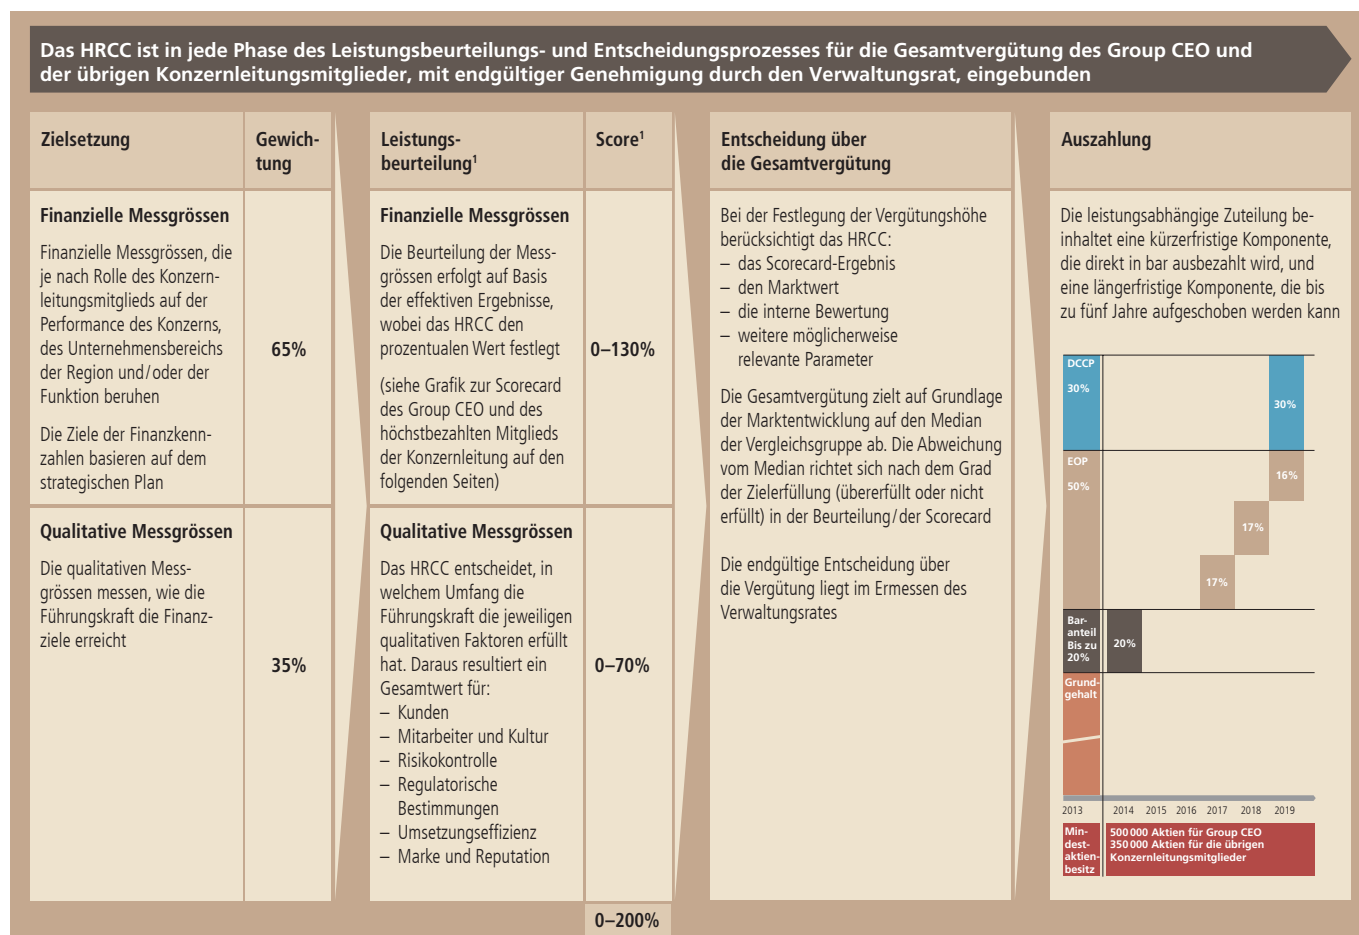 Das HRCC ist in jede Phase des Leistungsbeurteilungs- und Entscheidungsprozesses für die Gesamtvergütung des Group CEO und
der übrigen Konzernleitungsmitglieder, mit endgültiger Genehmigung durch den Verwaltungsrat, eingebunden
Zielsetzung
Gewich-
tung
Finanzielle Messgrössen
Finanzielle Messgrössen, die
je nach Rolle des Konzern-
leitungsmitglieds auf der
Performance des Konzerns,
des Unternehmensbereichs
der Region und/oder der
Funktion beruhen
Die Ziele der Finanzkenn-
zahlen basieren auf dem
strategischen Plan
65%
Qualitative Messgrössen
Die qualitativen Mess-
grössen messen, wie die
Führungskraft die Finanz-
ziele erreicht
35%
Leistungs-
beurteilung¹
Score¹
Finanzielle Messgrössen
Die Beurteilung der Mess-
grössen erfolgt auf Basis
der effektiven Ergebnisse,
wobei das HRCC den
prozentualen Wert festlegt
(siehe Grafik zur Scorecard
des Group CEO und des
höchstbezahlten Mitglieds
der Konzernleitung auf den
folgenden Seiten)
0–130%
Qualitative Messgrössen
Das HRCC entscheidet, in
welchem Umfang die
Führungskraft die jeweiligen
qualitativen Faktoren erfüllt
hat. Daraus resultiert ein
Gesamtwert für:
– Kunden
– Mitarbeiter und Kultur
– Risikokontrolle
– Regulatorische
Bestimmungen
– Umsetzungseffizienz
– Marke und Reputation
0–70%
0–200%
Entscheidung über
die Gesamtvergütung
Bei der Festlegung der Vergütungshöhe
berücksichtigt das HRCC:
– das Scorecard-Ergebnis
– den Marktwert
– die interne Bewertung
– weitere möglicherweise
relevante Parameter
Die Gesamtvergütung zielt auf Grundlage
der Marktentwicklung auf den Median
der Vergleichsgruppe ab. Die Abweichung
vom Median richtet sich nach dem Grad
der Zielerfüllung (übererfüllt oder nicht
erfüllt) in der Beurteilung/der Scorecard
Die endgültige Entscheidung über
die Vergütung liegt im Ermessen des
Verwaltungsrates
Auszahlung
Die leistungsabhängige Zuteilung be-
inhaltet eine kürzerfristige Komponente,
die direkt in bar ausbezahlt wird, und
eine längerfristige Komponente, die bis
zu fünf Jahre aufgeschoben werden kann
DCCP
30%
30%
EOP
50%
16%
17%
17%
Bar-
anteil
Bis zu
20%
20%
Grund-
gehalt
2013 2014 2015 2016 2017 2018 2019
Min-
dest-
aktien-
besitz
500 000 Aktien für Group CEO
350 000 Aktien für die übrigen
Konzernleitungsmitglieder